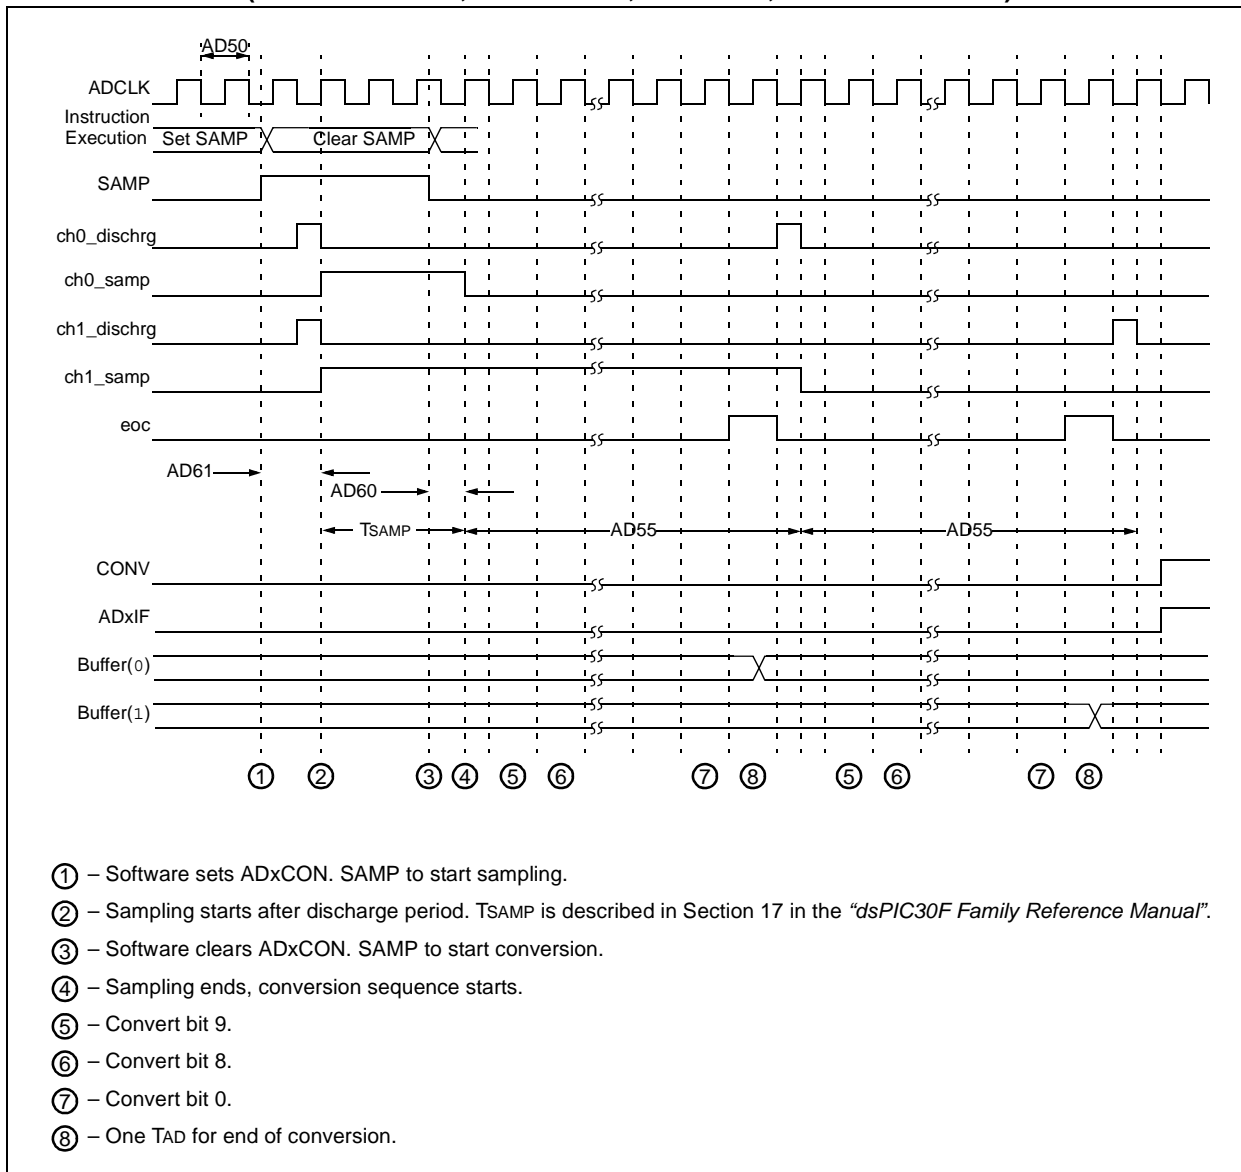 AD50
ADCLK
Instruction
Execution Set SAMP Clear SAMP
SAMP
ch0_dischrg
ch0_samp
ch1_dischrg
ch1_samp
eoc
AD61
AD60
TSAMP AD55 AD55
CONV
ADxIF
Buffer(0)
Buffer(1)
1 2 3 4 5 6 7 8 5 6 7 8
1 – Software sets ADxCON. SAMP to start sampling.
2 – Sampling starts after discharge period. TSAMP is described in Section 17 in the "dsPIC30F Family Reference Manual".
3 – Software clears ADxCON. SAMP to start conversion.
4 – Sampling ends, conversion sequence starts.
5 – Convert bit 9.
6 – Convert bit 8.
7 – Convert bit 0.
8 – One TAD for end of conversion.